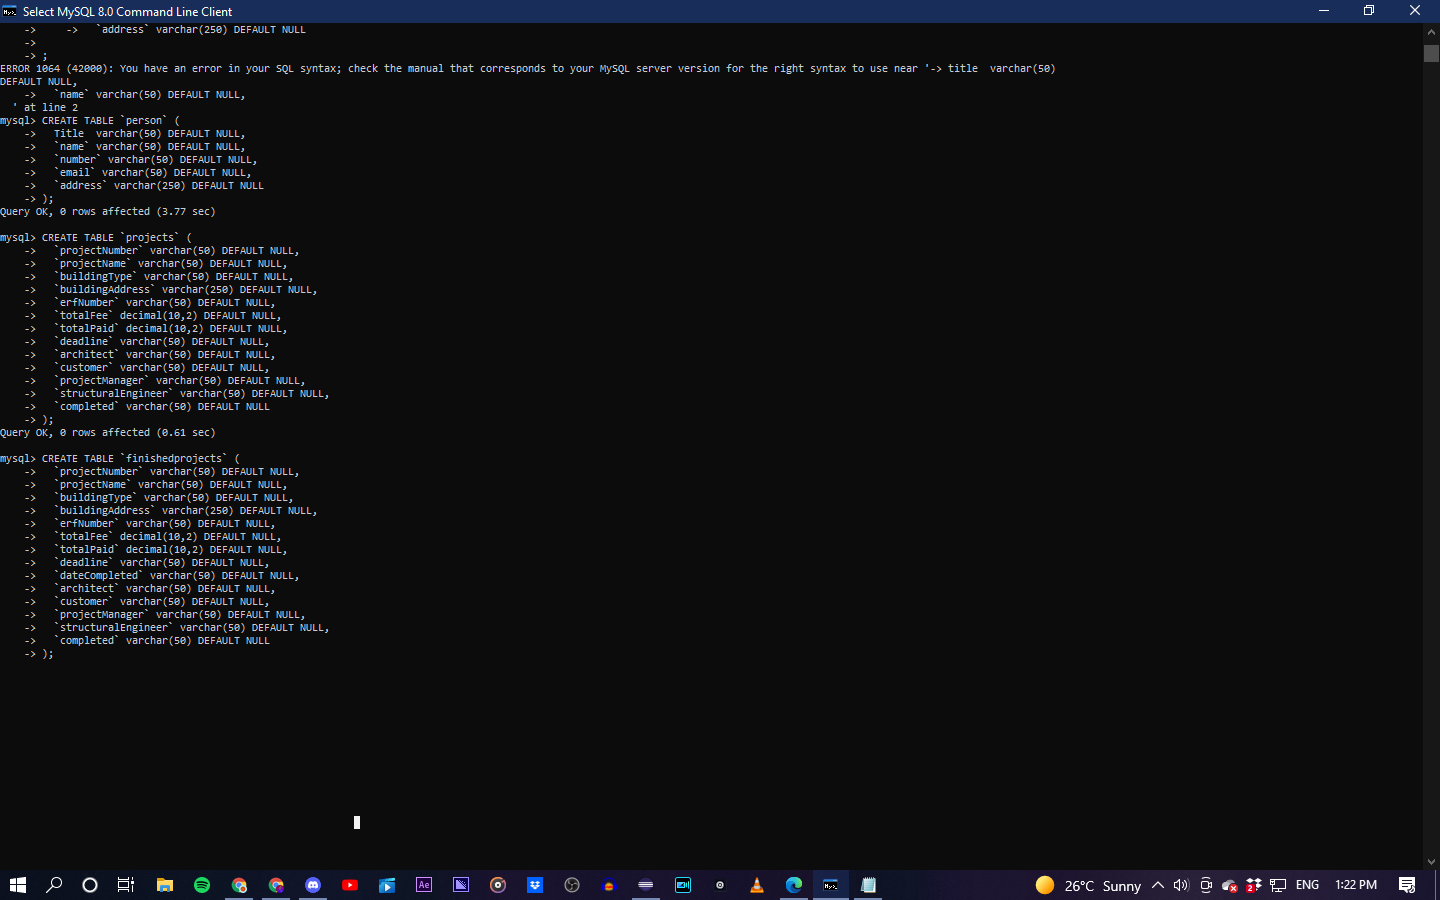 Select MySQL 8.0 Command Line Client
    ->     ->   `address` varchar(250) DEFAULT NULL
    ->
    -> ;
ERROR 1064 (42000): You have an error in your SQL syntax; check the manual that corresponds to your MySQL server version for the right syntax to use near '-> title  varchar(50)
DEFAULT NULL,
    ->   `name` varchar(50) DEFAULT NULL,
  ' at line 2
mysql> CREATE TABLE `person` (
    ->   Title  varchar(50) DEFAULT NULL,
    ->   `name` varchar(50) DEFAULT NULL,
    ->   `number` varchar(50) DEFAULT NULL,
    ->   `email` varchar(50) DEFAULT NULL,
    ->   `address` varchar(250) DEFAULT NULL
    -> );
Query OK, 0 rows affected (3.77 sec)

mysql> CREATE TABLE `projects` (
    ->   `projectNumber` varchar(50) DEFAULT NULL,
    ->   `projectName` varchar(50) DEFAULT NULL,
    ->   `buildingType` varchar(50) DEFAULT NULL,
    ->   `buildingAddress` varchar(250) DEFAULT NULL,
    ->   `erfNumber` varchar(50) DEFAULT NULL,
    ->   `totalFee` decimal(10,2) DEFAULT NULL,
    ->   `totalPaid` decimal(10,2) DEFAULT NULL,
    ->   `deadline` varchar(50) DEFAULT NULL,
    ->   `architect` varchar(50) DEFAULT NULL,
    ->   `customer` varchar(50) DEFAULT NULL,
    ->   `projectManager` varchar(50) DEFAULT NULL,
    ->   `structuralEngineer` varchar(50) DEFAULT NULL,
    ->   `completed` varchar(50) DEFAULT NULL
    -> );
Query OK, 0 rows affected (0.61 sec)

mysql> CREATE TABLE `finishedprojects` (
    ->   `projectNumber` varchar(50) DEFAULT NULL,
    ->   `projectName` varchar(50) DEFAULT NULL,
    ->   `buildingType` varchar(50) DEFAULT NULL,
    ->   `buildingAddress` varchar(250) DEFAULT NULL,
    ->   `erfNumber` varchar(50) DEFAULT NULL,
    ->   `totalFee` decimal(10,2) DEFAULT NULL,
    ->   `totalPaid` decimal(10,2) DEFAULT NULL,
    ->   `deadline` varchar(50) DEFAULT NULL,
    ->   `dateCompleted` varchar(50) DEFAULT NULL,
    ->   `architect` varchar(50) DEFAULT NULL,
    ->   `customer` varchar(50) DEFAULT NULL,
    ->   `projectManager` varchar(50) DEFAULT NULL,
    ->   `structuralEngineer` varchar(50) DEFAULT NULL,
    ->   `completed` varchar(50) DEFAULT NULL
    -> );
Ae 26°C Sunny 2 ENG 1:22 PM